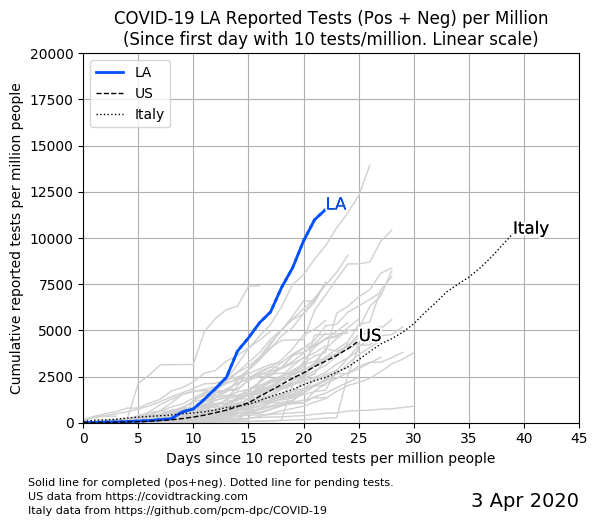 COVID-19 LA Reported Tests (Pos + Neg) per Million
(Since first day with 10 tests/million. Linear scale)
20000
17500
15000
12500
10000
7500
5000
2500
0
Cumulative reported tests per million people
LA
US
Italy
LA
Italy
US
0 5 10 15 20 25 30 35 40 45
Days since 10 reported tests per million people
Solid line for completed (pos+neg). Dotted line for pending tests.
US data from https://covidtracking.com
Italy data from https://github.com/pcm-dpc/COVID-19
3 Apr 2020